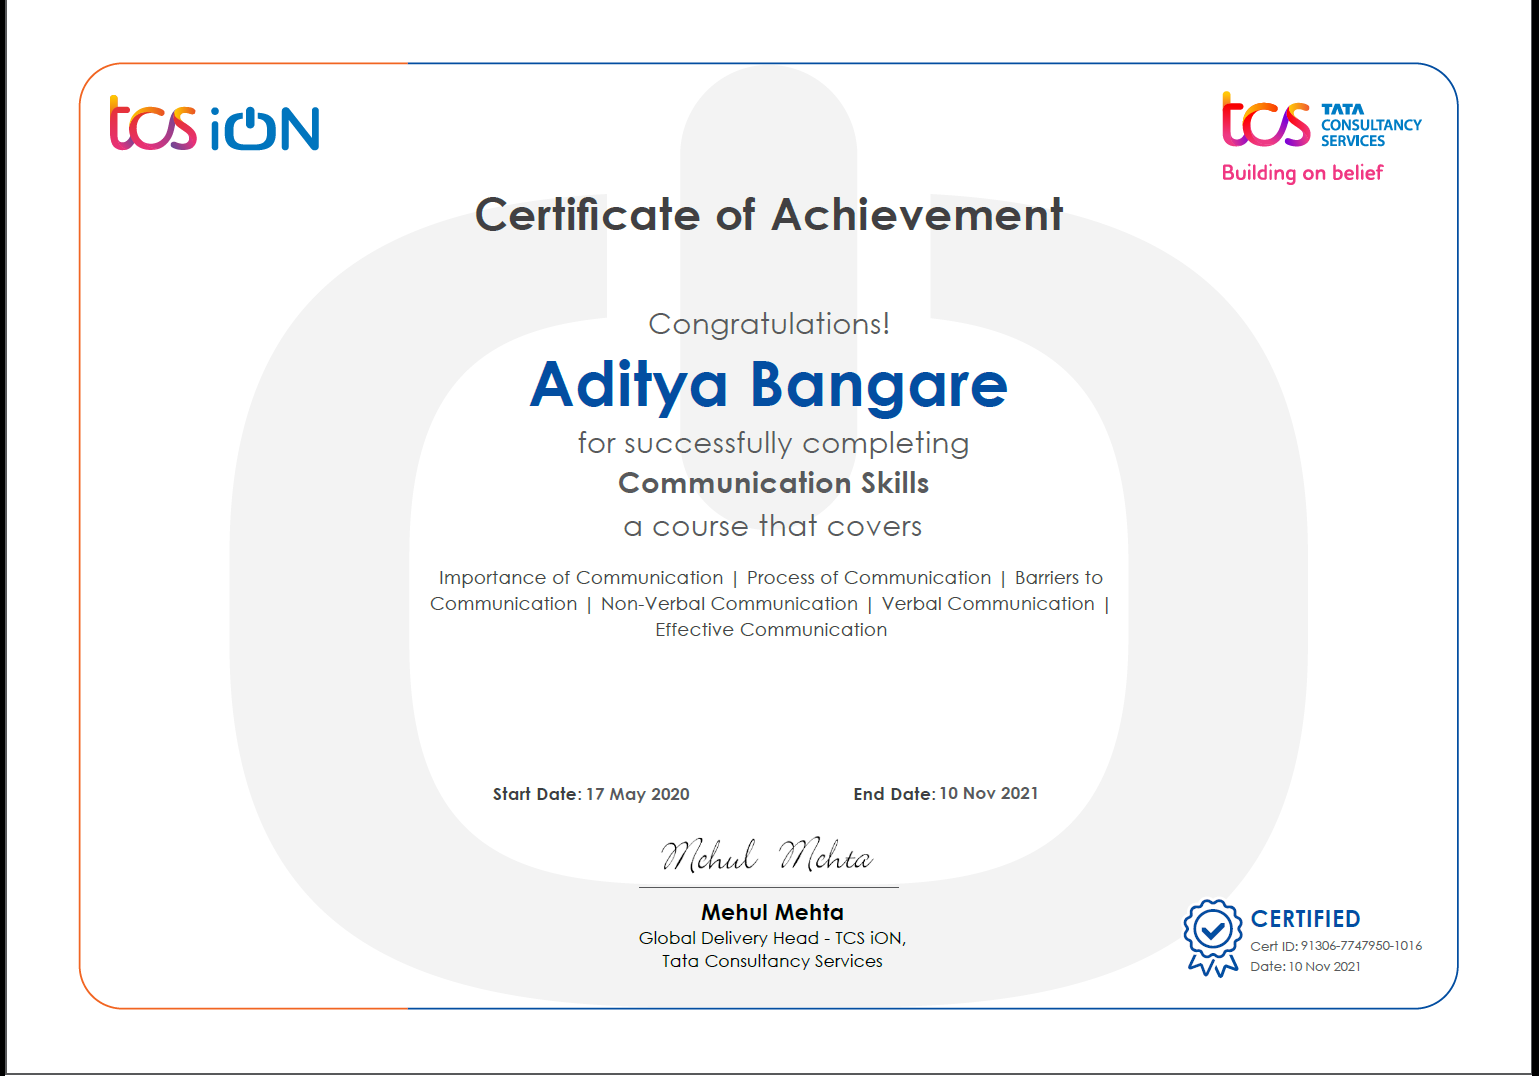 tcs iON
tcs TATA
CONSULTANCY
SERVICES
Building on belief
Certificate of Achievement
Congratulations!
Aditya Bangare
for successfully completing
Communication Skills
a course that covers
Importance of Communication | Process of Communication | Barriers to
Communication | Non-Verbal Communication | Verbal Communication |
Effective Communication
Start Date: 17 May 2020
End Date: 10 Nov 2021
Mehul Mehta
Mehul Mehta
Global Delivery Head - TCS iON,
Tata Consultancy Services
CERTIFIED
Cert ID: 91306-7747950-1016
Date: 10 Nov 2021